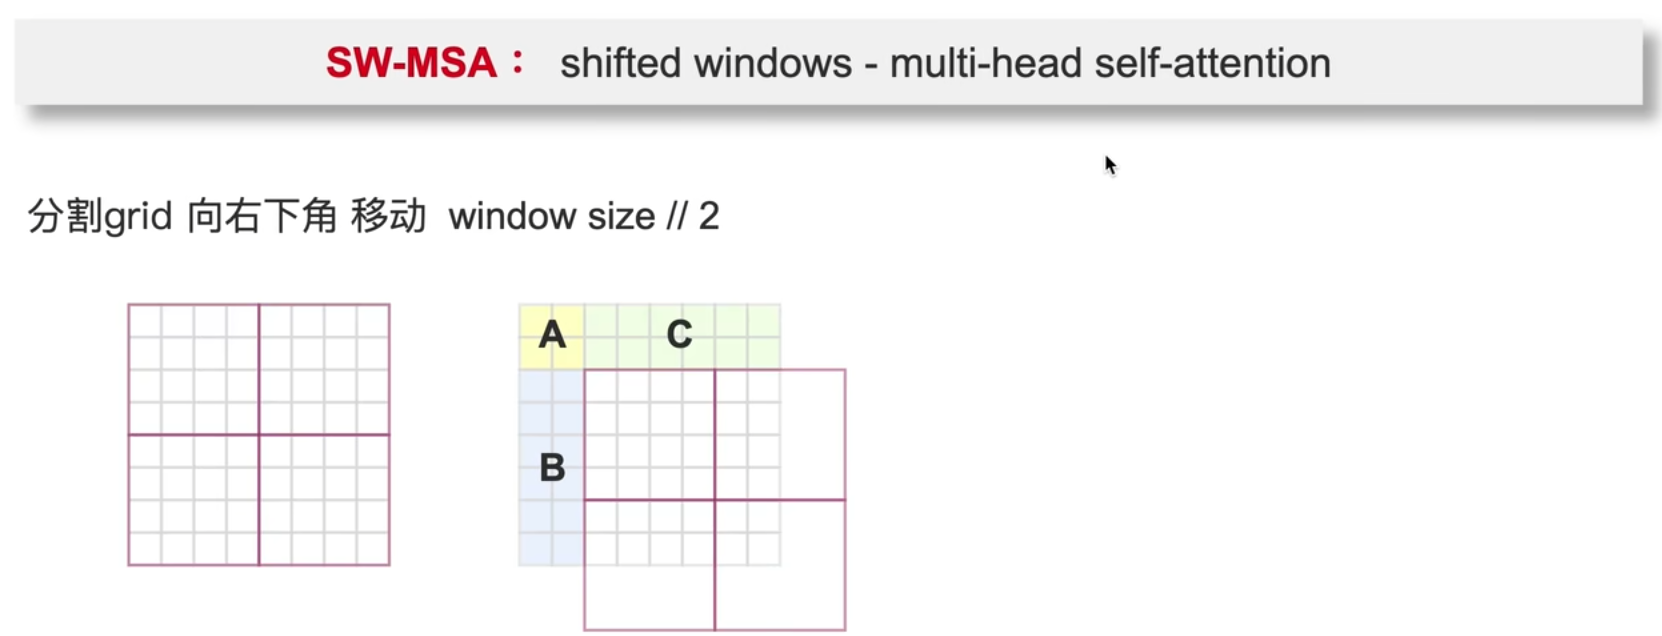 SW-MSA： shifted windows - multi-head self-attention
分割grid 向右下角 移动 window size // 2
A C
B